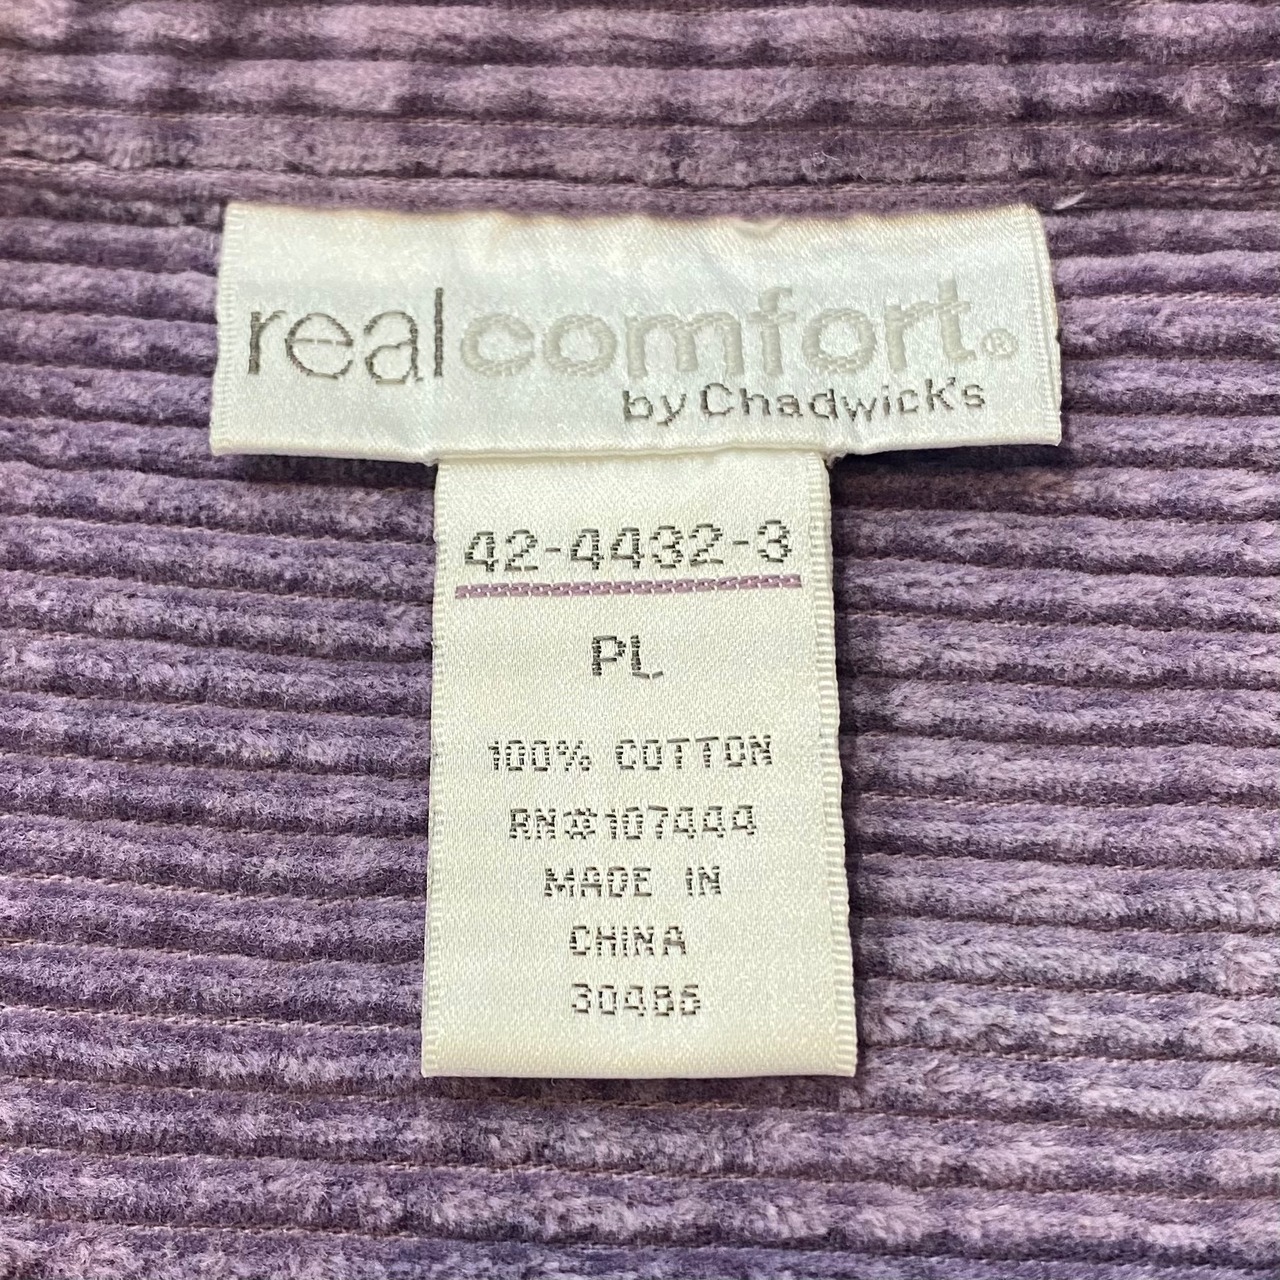 realcomfort®
by Chadwick's
42-4432-3
PL
100% COTTON
RN#107444
MADE IN
CHINA
30486